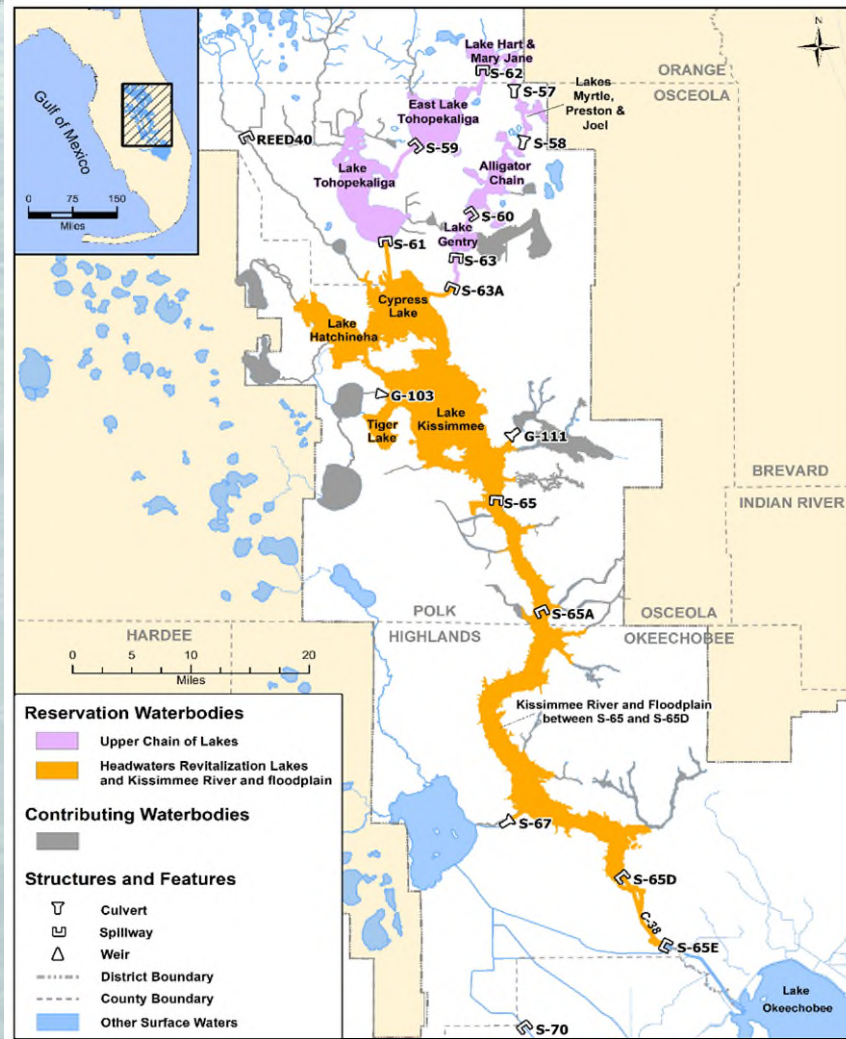 N
Gulf of Mexico
0 75 150
Miles
Lake Hart &
Mary Jane
S-62
ORANGE
OSCEOLA
S-57
Lakes
Myrtle,
Preston &
Joel
East Lake
Tohopekaliga
REED40
S-59
S-58
Lake
Tohopekaliga
Alligator
Chain
S-60
Lake
Gentry
S-61
S-63
S-63A
Cypress
Lake
Lake
Hatchineha
G-103
Lake
Kissimmee
Tiger
Lake
G-111
BREVARD
INDIAN RIVER
S-65
S-65A
POLK
HIGHLANDS
OSCEOLA
OKEECHOBEE
HARDEE
0 5 10 20
Miles
Kissimmee River and Floodplain
between S-65 and S-65D
Reservation Waterbodies
Upper Chain of Lakes
Headwaters Revitalization Lakes
and Kissimmee River and floodplain
Contributing Waterbodies
Structures and Features
Culvert
Spillway
Weir
District Boundary
County Boundary
Other Surface Waters
S-67
S-65D
C-38
S-65E
Lake
Okeechobee
S-70